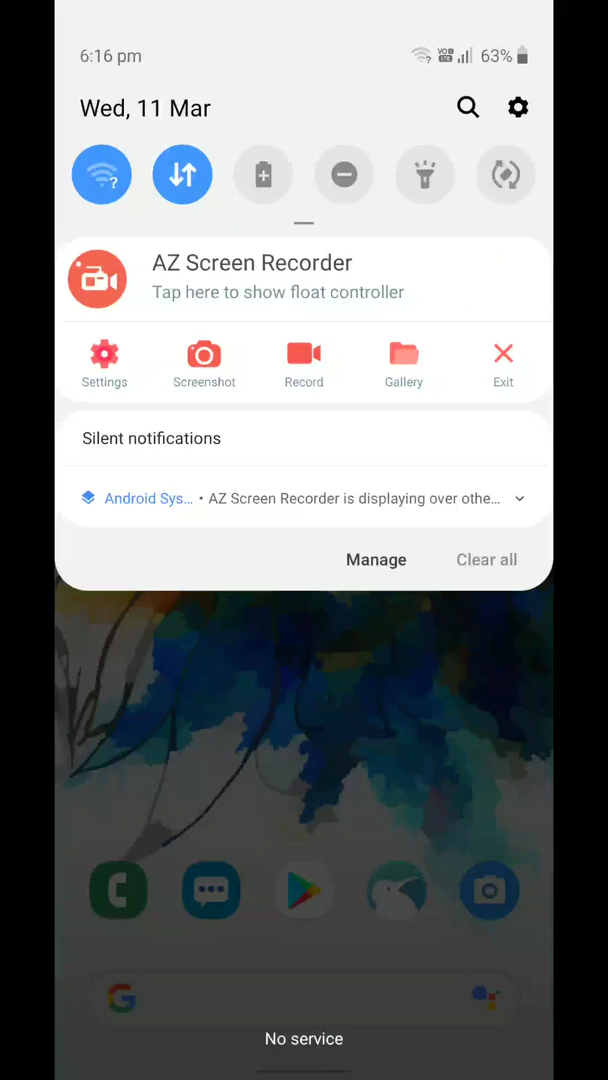 6:16 pm
63%
Wed, 11 Mar
AZ Screen Recorder
Tap here to show float controller
Settings
Screenshot
Record
Gallery
Exit
Silent notifications
Android Sys... • AZ Screen Recorder is displaying over othe...
Manage
Clear all
No service